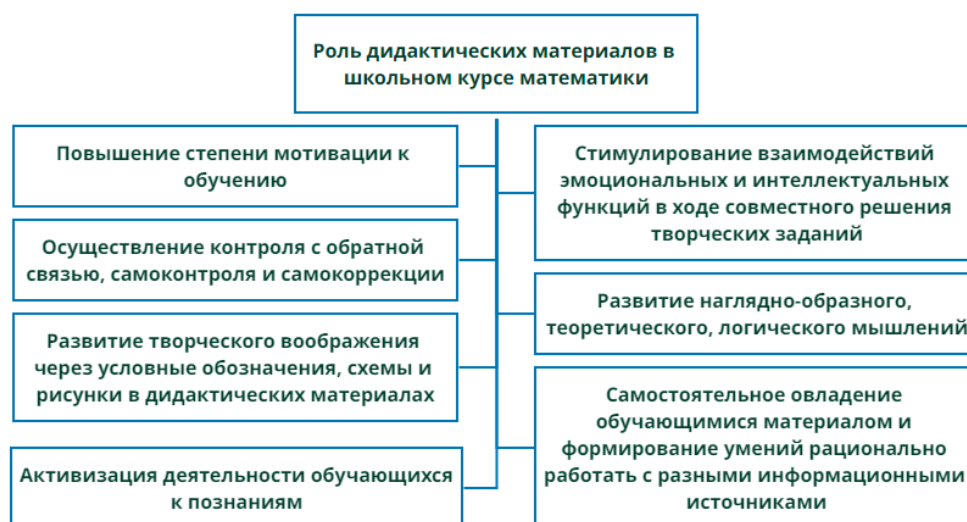 Роль дидактических материалов в
школьном курсе математики
Повышение степени мотивации к
обучению
Осуществление контроля с обратной
связью, самоконтроля и самокоррекции
Развитие творческого воображения
через условные обозначения, схемы и
рисунки в дидактических материалах
Активизация деятельности обучающихся
к познаниям
Стимулирование взаимодействий
эмоциональных и интеллектуальных
функций в ходе совместного решения
творческих заданий
Развитие наглядно-образного,
теоретического, логического мышлений
Самостоятельное овладение
обучающимися материалом и
формирование умений рационально
работать с разными информационными
источниками